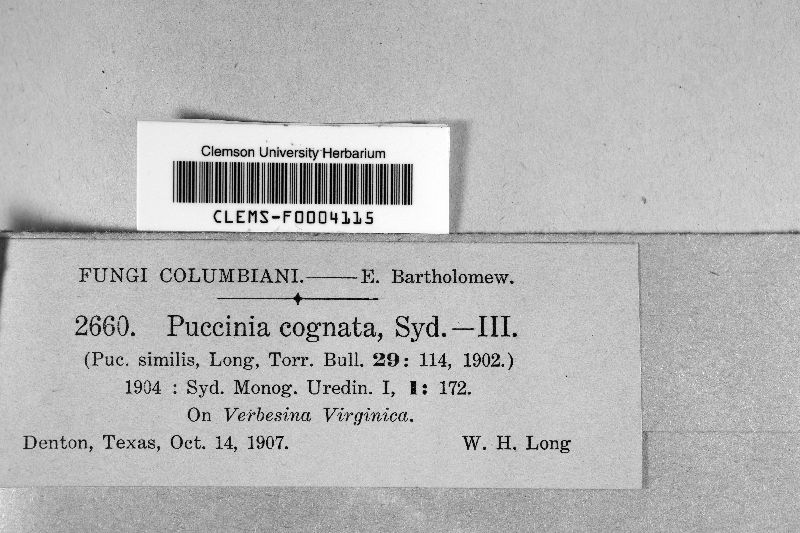 Clemson University Herbarium
CLEMS-F0004115
FUNGI COLUMBIANI.——E. Bartholomew.
2660. Puccinia cognata, Syd.—III.
(Puc. similis, Long, Torr. Bull. 29: 114, 1902.)
1904 : Syd. Monog. Uredin. I, 1: 172.
On Verbesina Virginica.
Denton, Texas, Oct. 14, 1907. W. H. Long